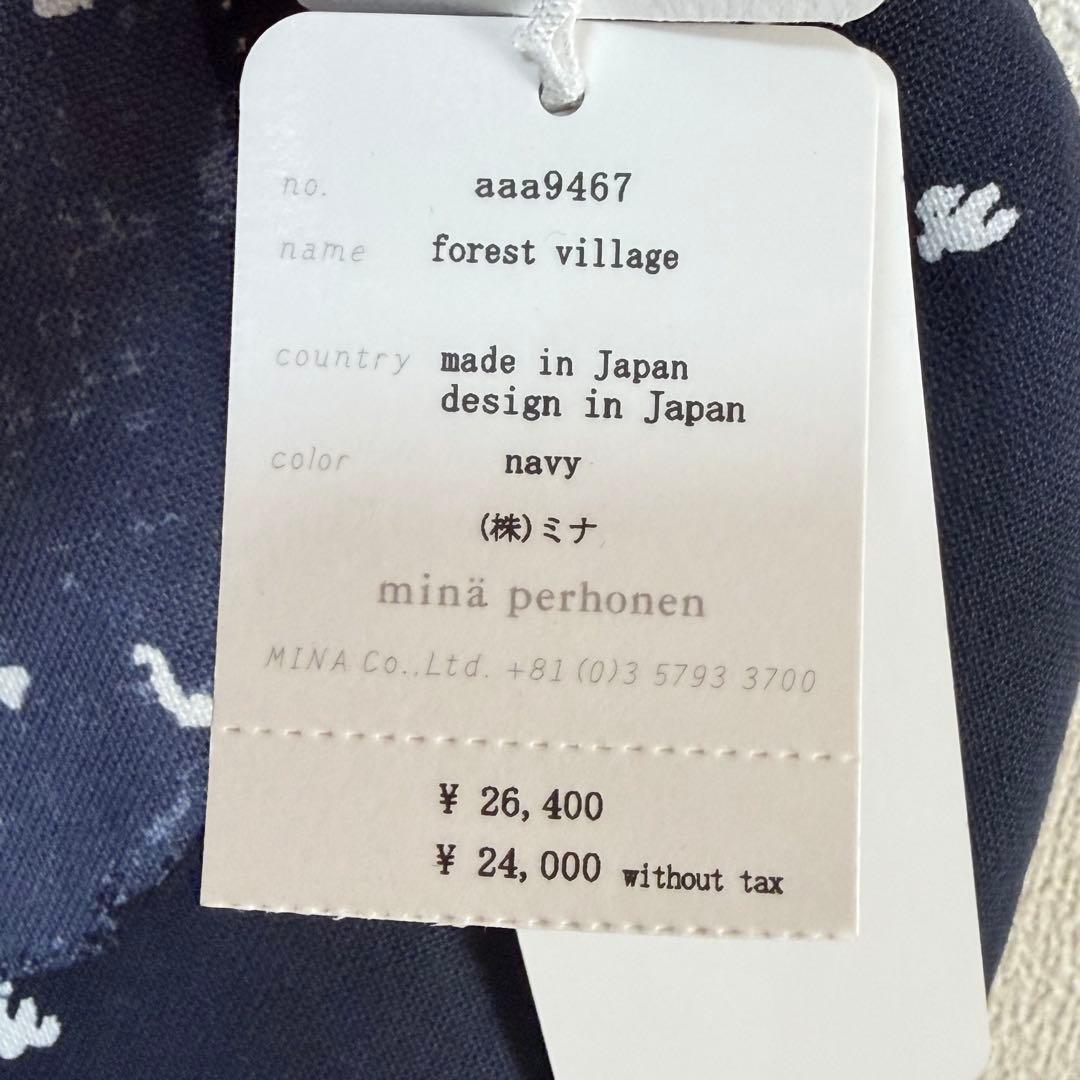 no. aaa9467
name forest village
country made in Japan
design in Japan
color navy
(株)ミナ
minä perhonen
MINA Co.,Ltd. +81(0)3 5793 3700
¥ 26,400
¥ 24,000 without tax